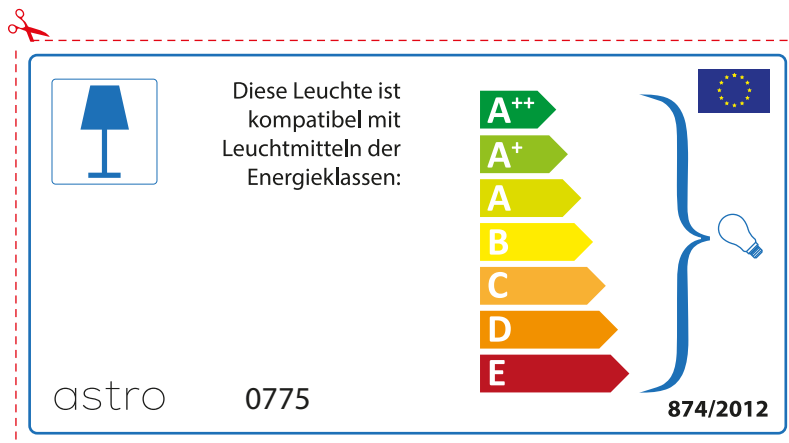 Diese Leuchte ist
kompatibel mit
Leuchtmitteln der
Energieklassen:
A++
A+
A
B
C
D
E
astro
0775
874/2012